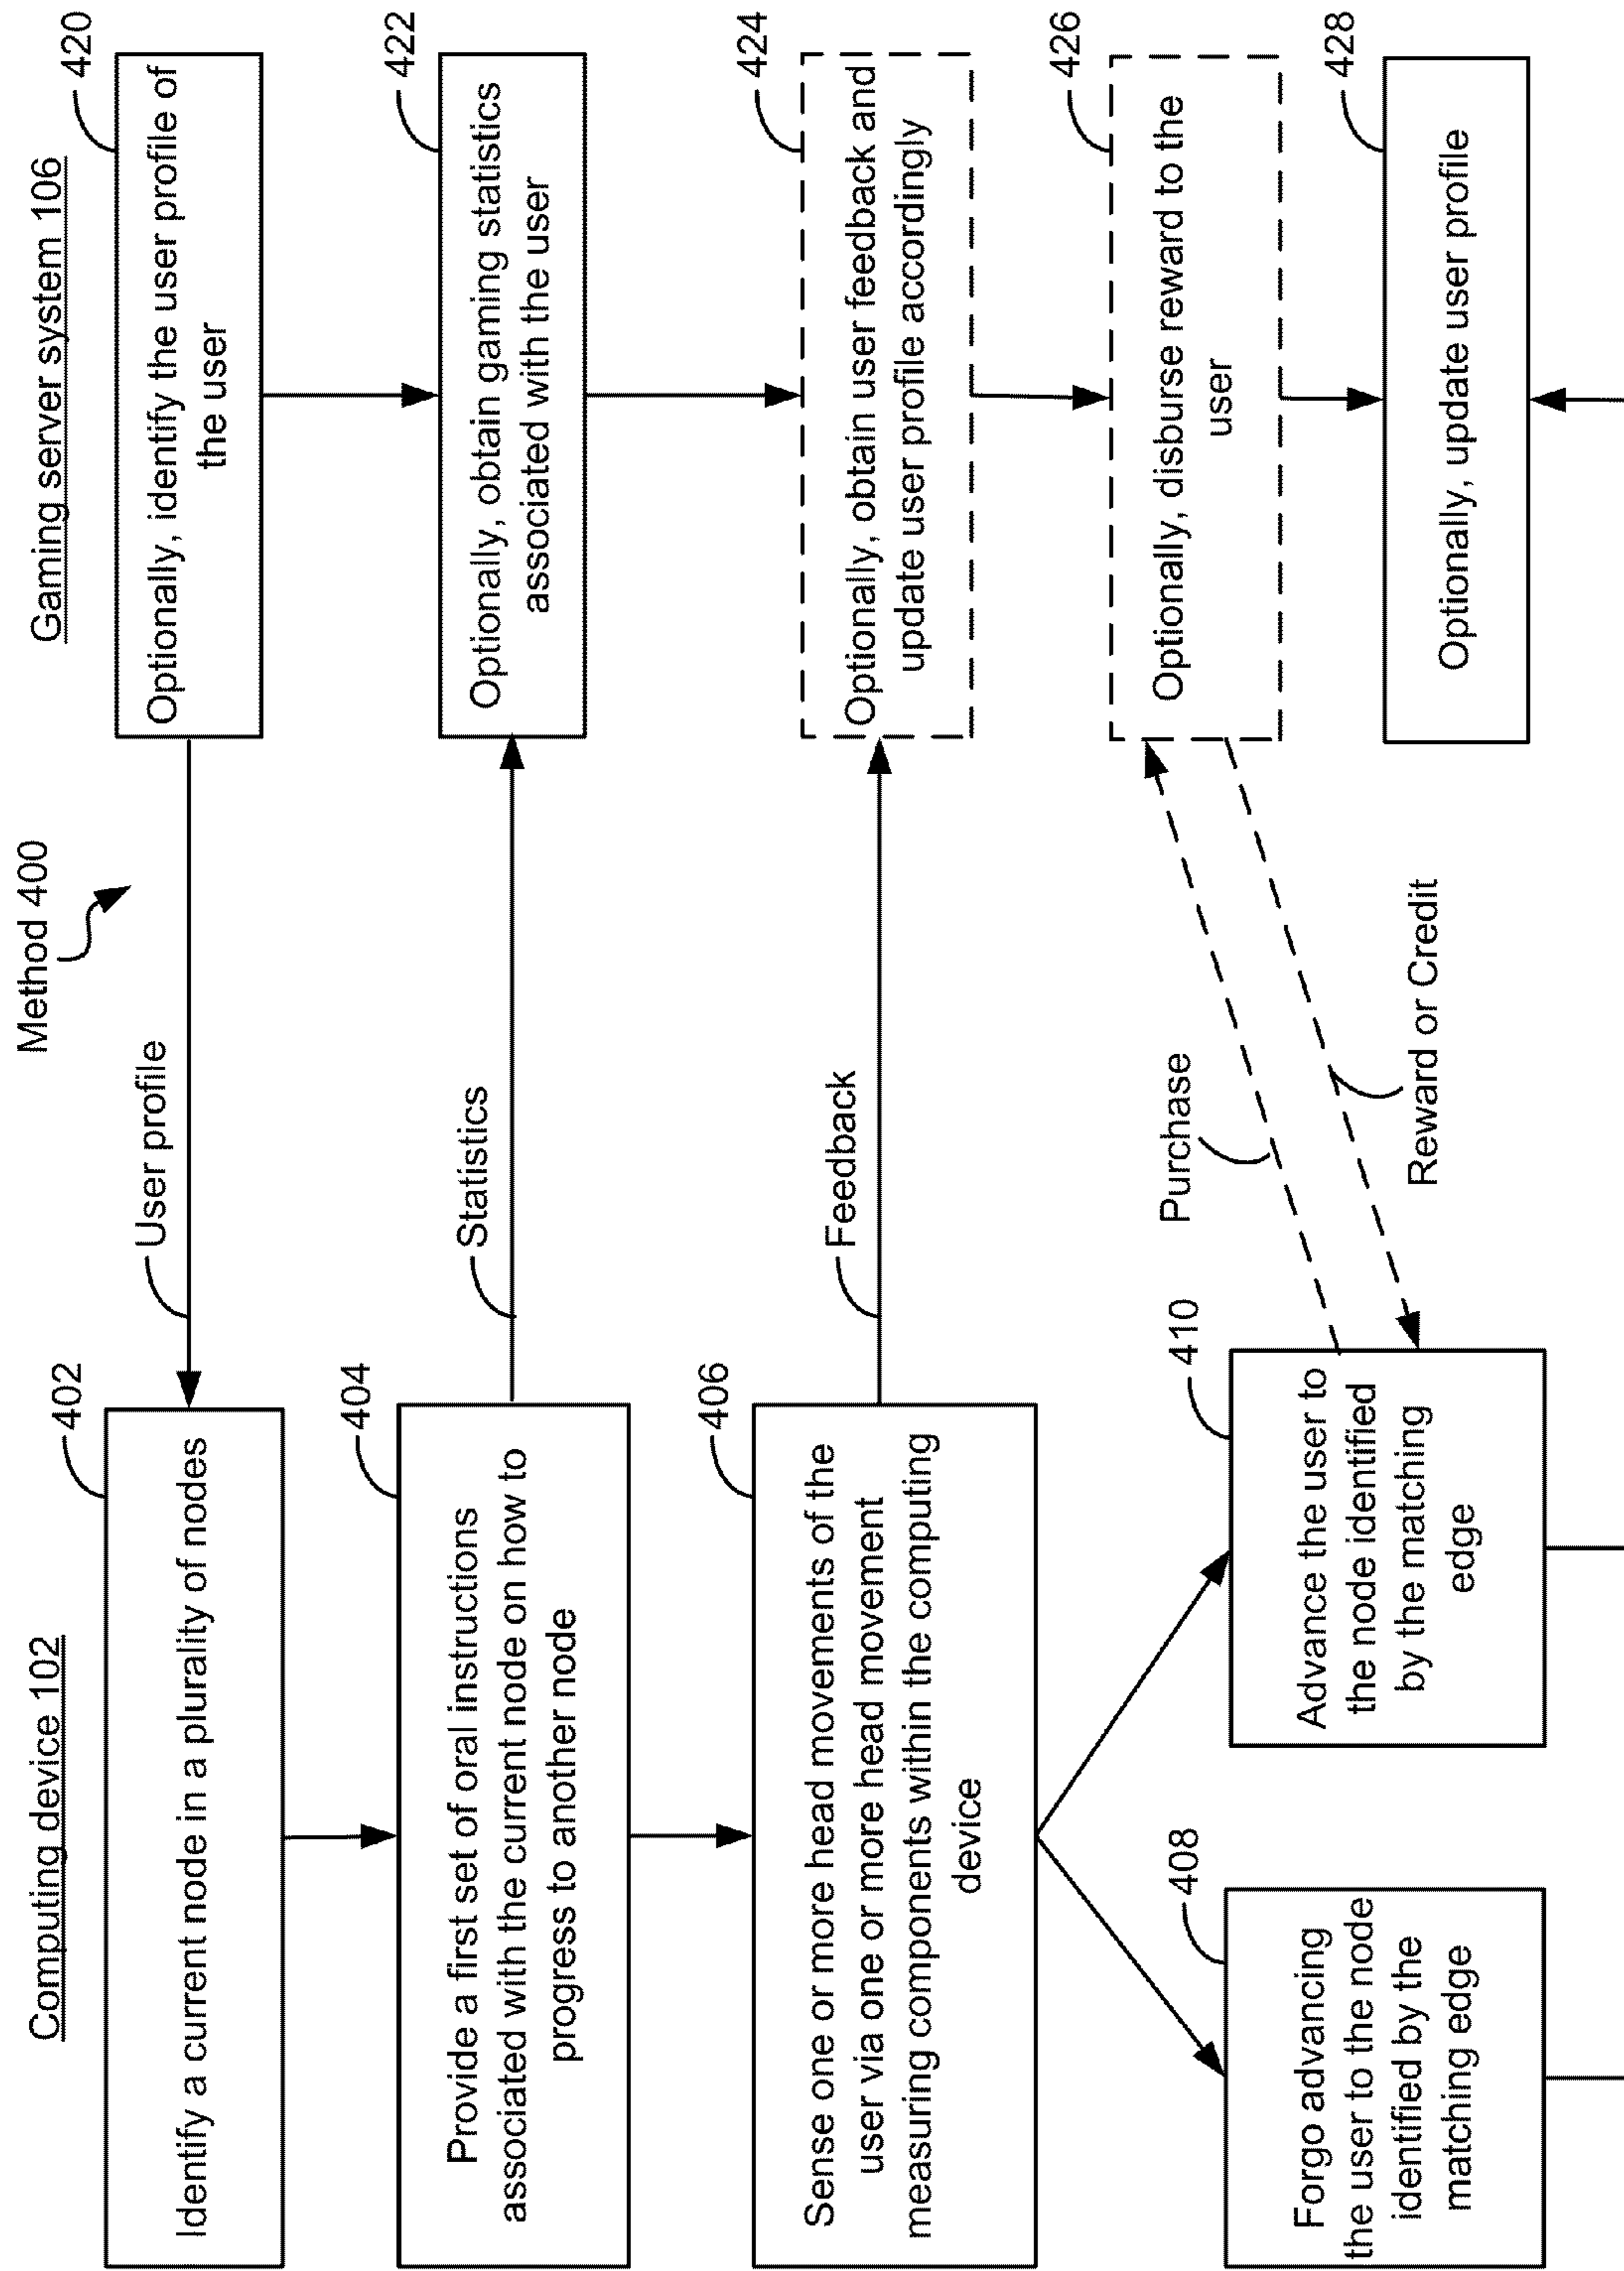 Method 400
Computing device 102
Gaming server system 106
402
Identify a current node in a plurality of nodes
User profile
420
Optionally, identify the user profile of
the user
404
Provide a first set of oral instructions
associated with the current node on how to
progress to another node
Statistics
422
Optionally, obtain gaming statistics
associated with the user
406
Sense one or more head movements of the
user via one or more head movement
measuring components within the computing
device
Feedback
424
Optionally, obtain user feedback and
update user profile accordingly
408
Forgo advancing
the user to the node
identified by the
matching edge
410
Advance the user to
the node identified
by the matching
edge
Purchase
Reward or Credit
426
Optionally, disburse reward to the
user
428
Optionally, update user profile